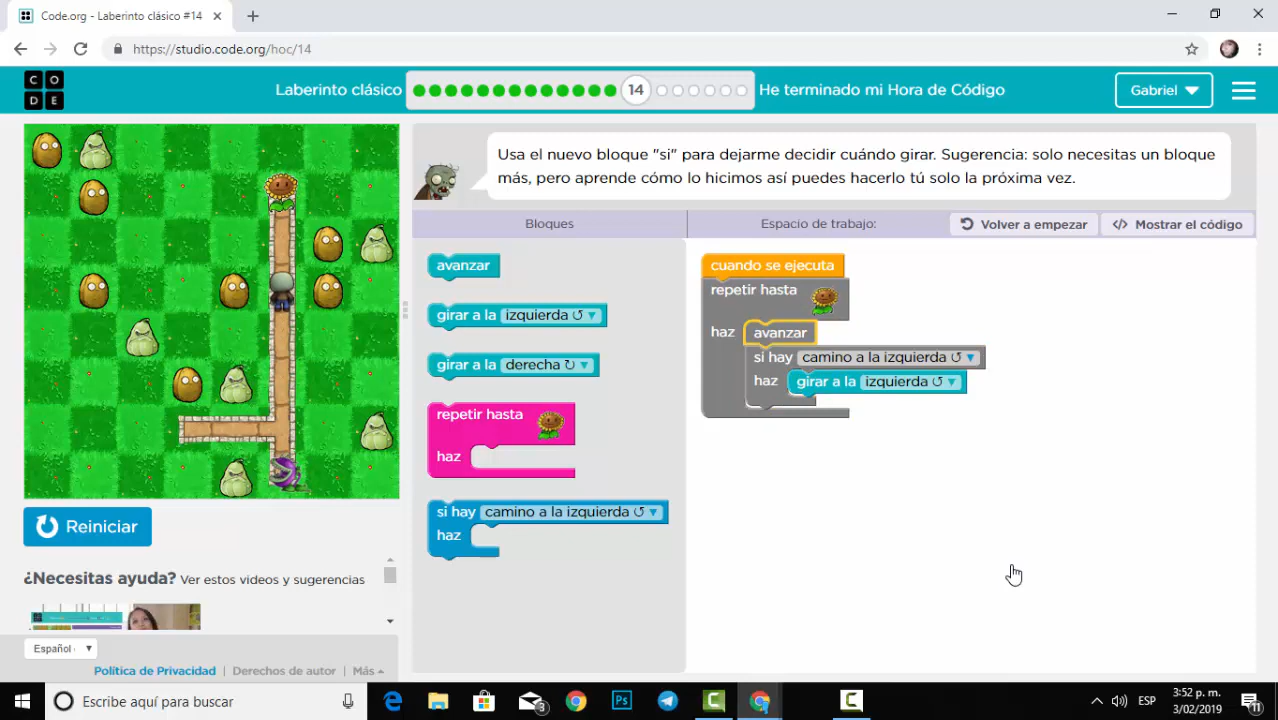 Code.org - Laberinto clásico #14
https://studio.code.org/hoc/14
C O
D E
Laberinto clásico
14
He terminado mi Hora de Código
Gabriel
Usa el nuevo bloque "si" para dejarme decidir cuándo girar. Sugerencia: solo necesitas un bloque
más, pero aprende cómo lo hicimos así puedes hacerlo tú solo la próxima vez.
Bloques
Espacio de trabajo:
Volver a empezar
Mostrar el código
avanzar
girar a la izquierda
girar a la derecha
repetir hasta
haz
si hay camino a la izquierda
haz
cuando se ejecuta
repetir hasta
haz avanzar
si hay camino a la izquierda
haz girar a la izquierda
Reiniciar
¿Necesitas ayuda? Ver estos videos y sugerencias
Español
Política de Privacidad | Derechos de autor | Más
Escribe aquí para buscar
Ps
3
C
C
ESP
3:52 p. m.
3/02/2019
11